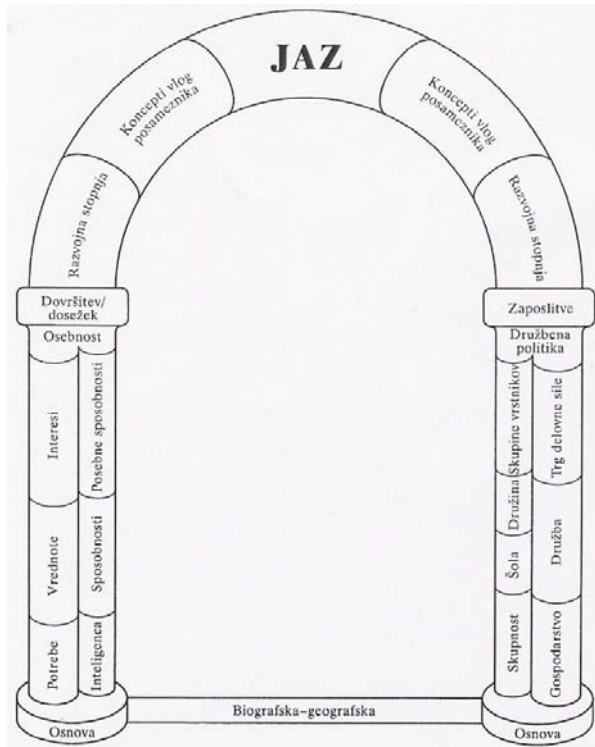 JAZ
Koncepti vlog
posameznika
Koncepti vlog
posameznika
Razvojna stopnja
Razvojna stopnja
Dovršitev/
dosežek
Zaposlitve
Osebnost
Družbena
politika
Interesi
Posebne sposobnosti
Skupine vrstnikov
Trg delovne sile
Vrednote
Sposobnosti
Družina
Šola
Družba
Potrebe
Inteligenca
Skupnost
Gospodarstvo
Biografska-geografska
Osnova
Osnova